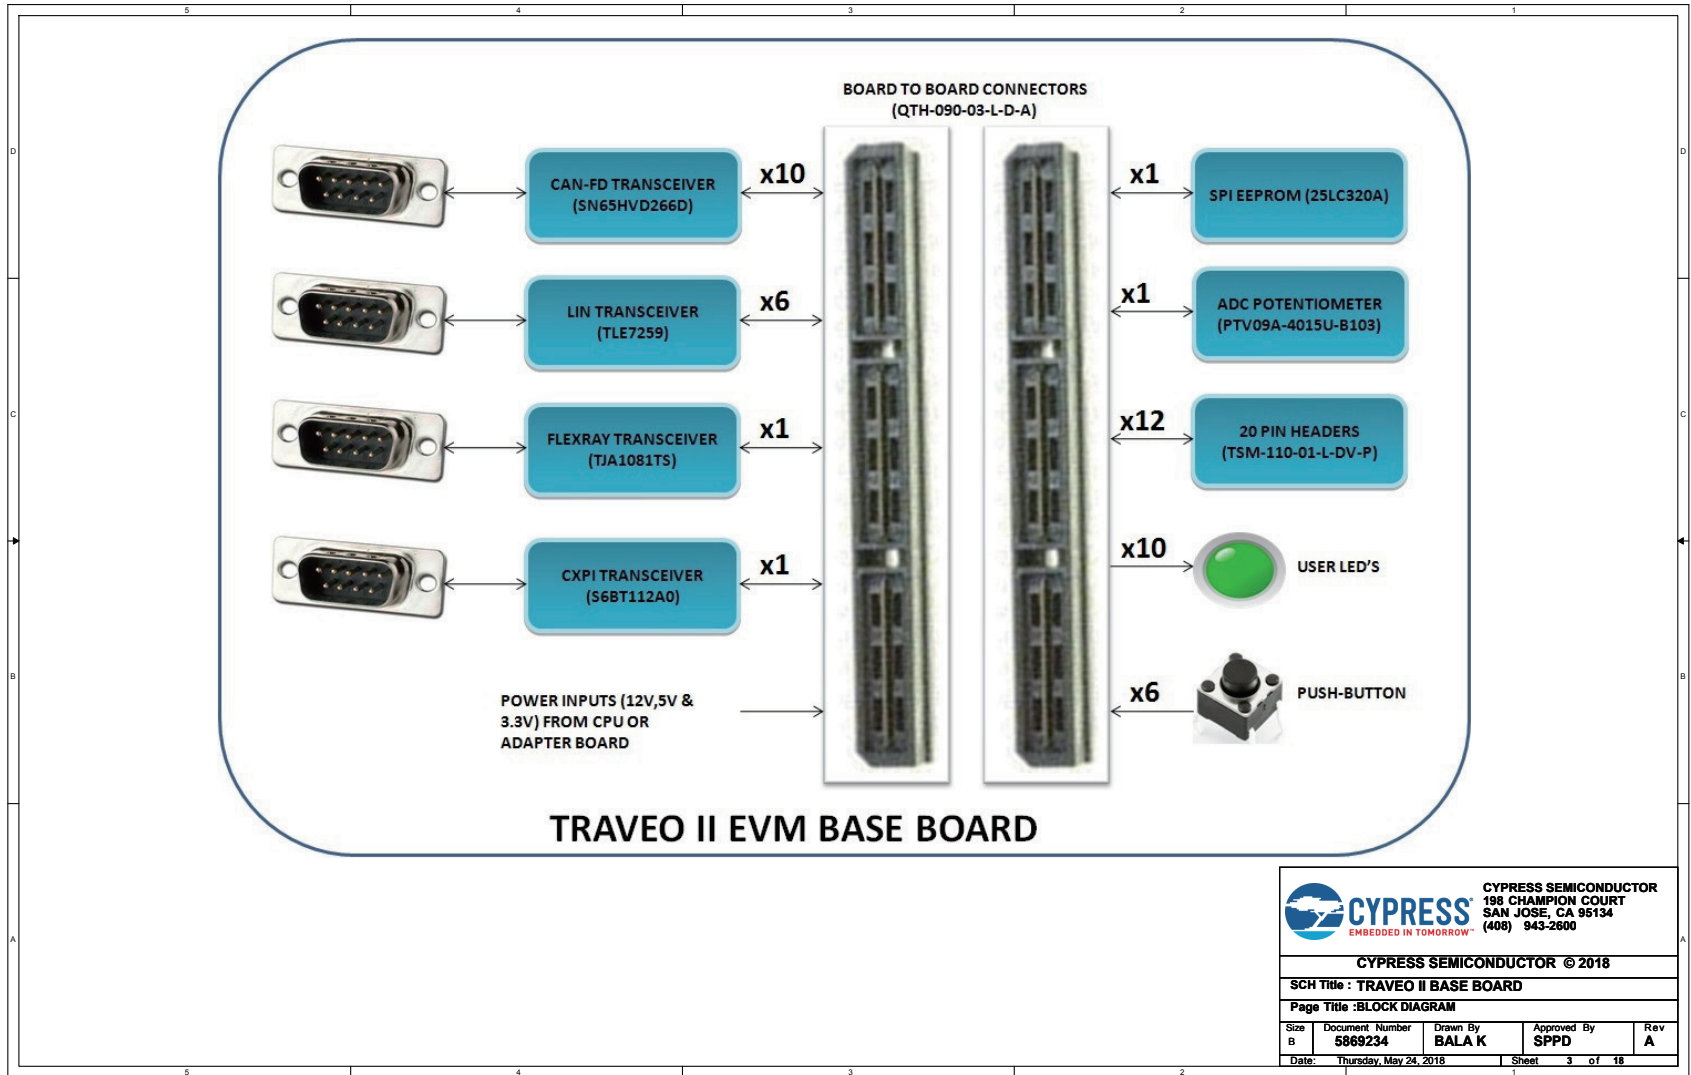 5 4 3 2 1
BOARD TO BOARD CONNECTORS
(QTH-090-03-L-D-A)
D
D
CAN-FD TRANSCEIVER
(SN65HVD266D)
x10
x1
SPI EEPROM (25LC320A)
LIN TRANSCEIVER
(TLE7259)
x6
x1
ADC POTENTIOMETER
(PTV09A-4015U-B103)
C
C
FLEXRAY TRANSCEIVER
(TJA1081TS)
x1
x12
20 PIN HEADERS
(TSM-110-01-L-DV-P)
CXPI TRANSCEIVER
(S6BT112A0)
x1
x10
USER LED'S
B
B
POWER INPUTS (12V,5V &
3.3V) FROM CPU OR
ADAPTER BOARD
x6
PUSH-BUTTON
TRAVEO II EVM BASE BOARD
A
A
CYPRESS
EMBEDDED IN TOMORROW™
CYPRESS SEMICONDUCTOR
198 CHAMPION COURT
SAN JOSE, CA 95134
(408) 943-2600
CYPRESS SEMICONDUCTOR © 2018
SCH Title : TRAVEO II BASE BOARD
Page Title :BLOCK DIAGRAM
Size Document Number Drawn By Approved By Rev
B 5869234 BALA K SPPD A
Date: Thursday, May 24, 2018 Sheet 3 of 18
5 4 3 2 1